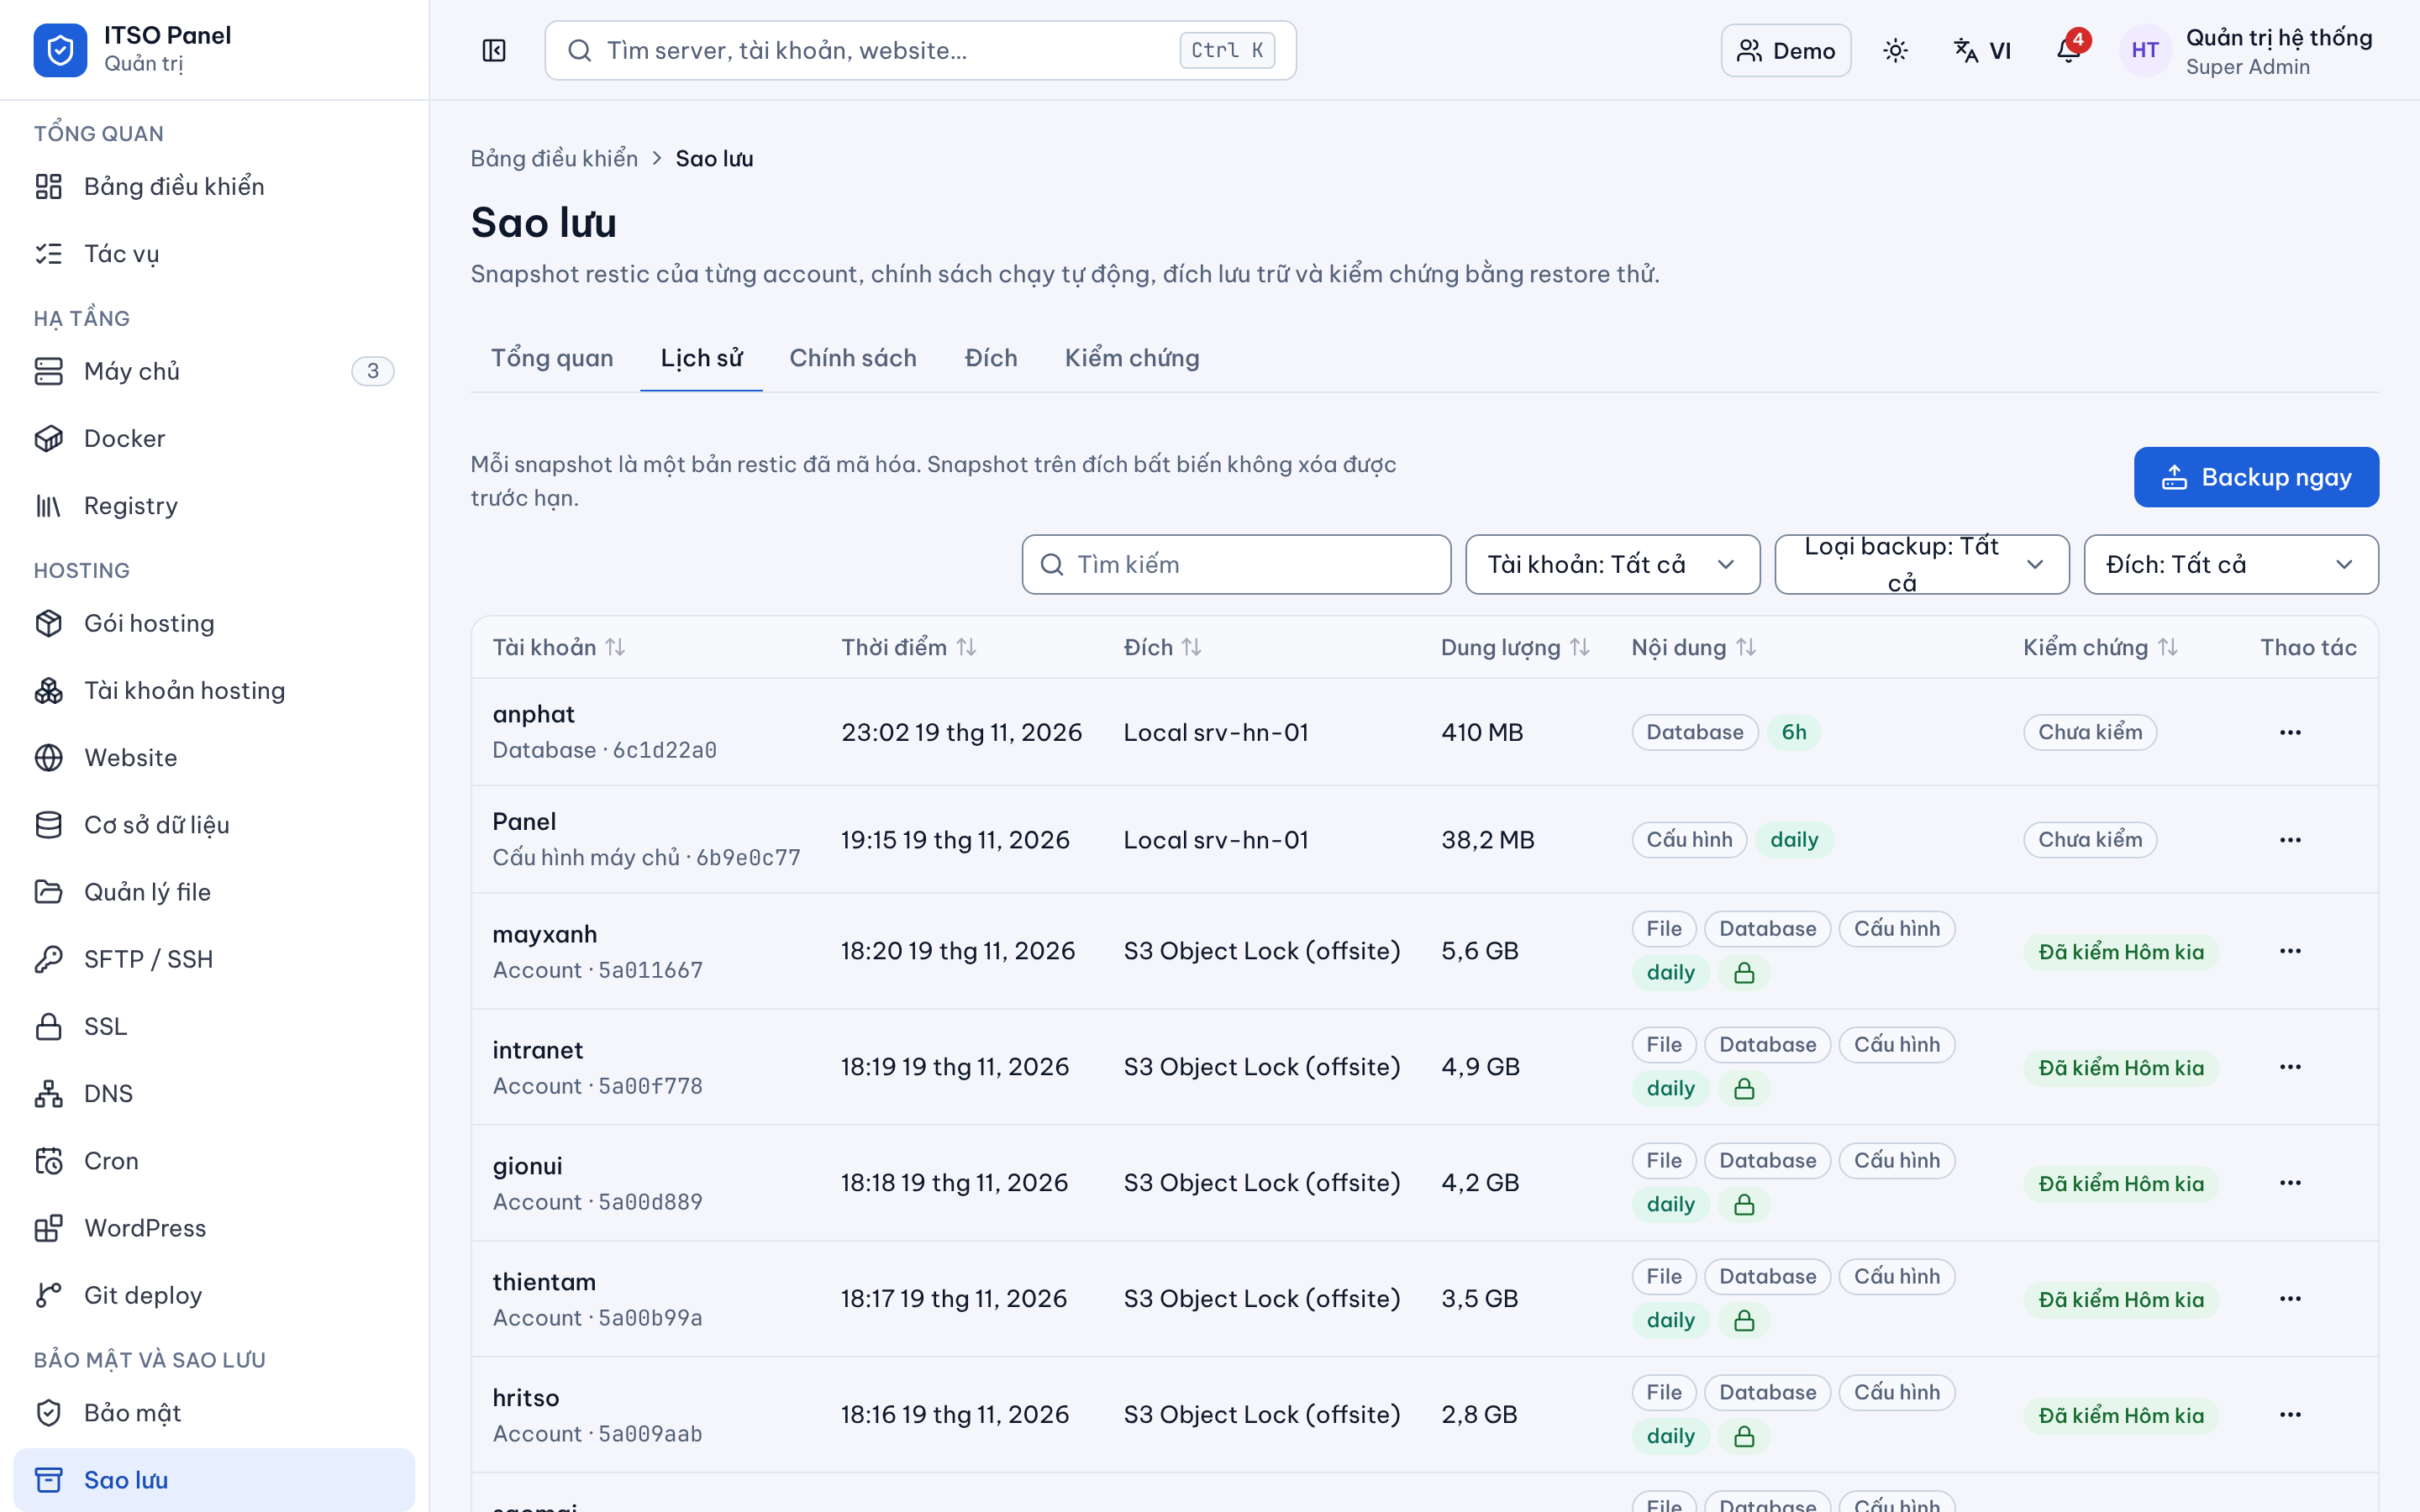 ITSO Panel
Quản trị
Tìm server, tài khoản, website...
Ctrl K
Demo
VI
4
HT
Quản trị hệ thống
Super Admin
TỔNG QUAN
Bảng điều khiển
Tác vụ
HẠ TẦNG
Máy chủ
3
Docker
Registry
HOSTING
Gói hosting
Tài khoản hosting
Website
Cơ sở dữ liệu
Quản lý file
SFTP / SSH
SSL
DNS
Cron
WordPress
Git deploy
BẢO MẬT VÀ SAO LƯU
Bảo mật
Sao lưu
Bảng điều khiển > Sao lưu
Sao lưu
Snapshot restic của từng account, chính sách chạy tự động, đích lưu trữ và kiểm chứng bằng restore thử.
Tổng quan Lịch sử Chính sách Đích Kiểm chứng
Mỗi snapshot là một bản restic đã mã hóa. Snapshot trên đích bất biến không xóa được
trước hạn.
Backup ngay
Tìm kiếm
Tài khoản: Tất cả
Loại backup: Tất
cả
Đích: Tất cả
Tài khoản Thời điểm Đích Dung lượng Nội dung Kiểm chứng Thao tác
anphat
Database · 6c1d22a0
23:02 19 thg 11, 2026 Local srv-hn-01 410 MB Database 6h Chưa kiểm
Panel
Cấu hình máy chủ · 6b9e0c77
19:15 19 thg 11, 2026 Local srv-hn-01 38,2 MB Cấu hình daily Chưa kiểm
mayxanh
Account · 5a011667
18:20 19 thg 11, 2026 S3 Object Lock (offsite) 5,6 GB File Database Cấu hình
daily
Đã kiểm Hôm kia
intranet
Account · 5a00f778
18:19 19 thg 11, 2026 S3 Object Lock (offsite) 4,9 GB File Database Cấu hình
daily
Đã kiểm Hôm kia
gionui
Account · 5a00d889
18:18 19 thg 11, 2026 S3 Object Lock (offsite) 4,2 GB File Database Cấu hình
daily
Đã kiểm Hôm kia
thientam
Account · 5a00b99a
18:17 19 thg 11, 2026 S3 Object Lock (offsite) 3,5 GB File Database Cấu hình
daily
Đã kiểm Hôm kia
hritso
Account · 5a009aab
18:16 19 thg 11, 2026 S3 Object Lock (offsite) 2,8 GB File Database Cấu hình
daily
Đã kiểm Hôm kia
File Database Cấu hình